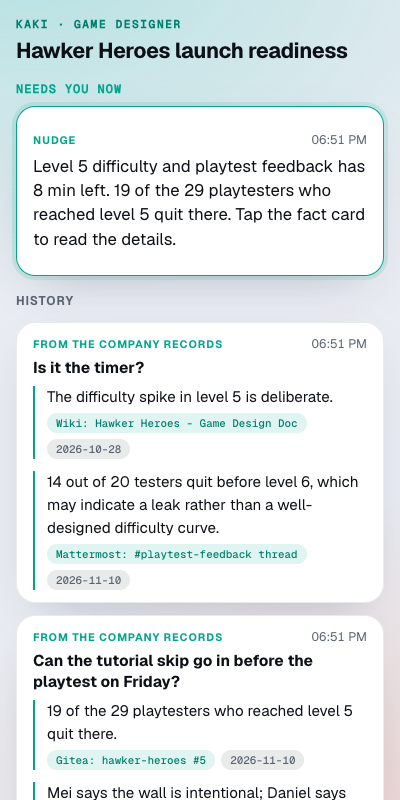 KAKI · GAME DESIGNER
Hawker Heroes launch readiness
NEEDS YOU NOW
NUDGE 06:51 PM
Level 5 difficulty and playtest feedback has
8 min left. 19 of the 29 playtesters who
reached level 5 quit there. Tap the fact card
to read the details.
HISTORY
FROM THE COMPANY RECORDS 06:51 PM
Is it the timer?
The difficulty spike in level 5 is deliberate.
Wiki: Hawker Heroes - Game Design Doc
2026-10-28
14 out of 20 testers quit before level 6, which
may indicate a leak rather than a well-
designed difficulty curve.
Mattermost: #playtest-feedback thread
2026-11-10
FROM THE COMPANY RECORDS 06:51 PM
Can the tutorial skip go in before the
playtest on Friday?
19 of the 29 playtesters who reached level 5
quit there.
Gitea: hawker-heroes #5 2026-11-10
Mei says the wall is intentional; Daniel says